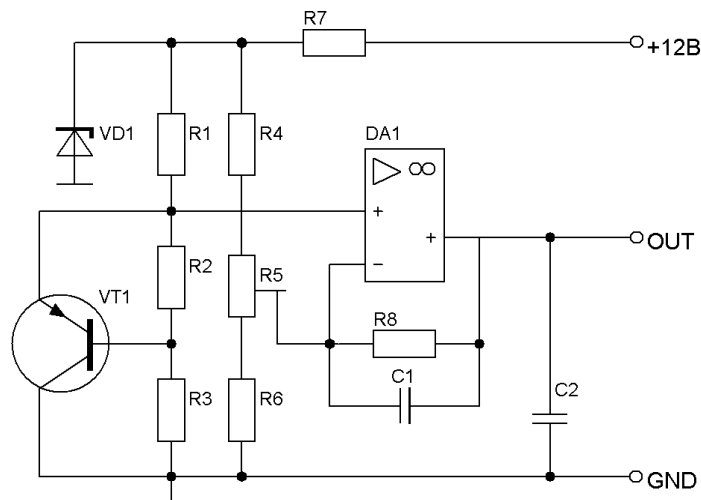 R7
+12В
VD1
R1
R4
DA1
▷ ∞
+
+
OUT
R2
R5
−
VT1
R8
R3
R6
C1
C2
GND